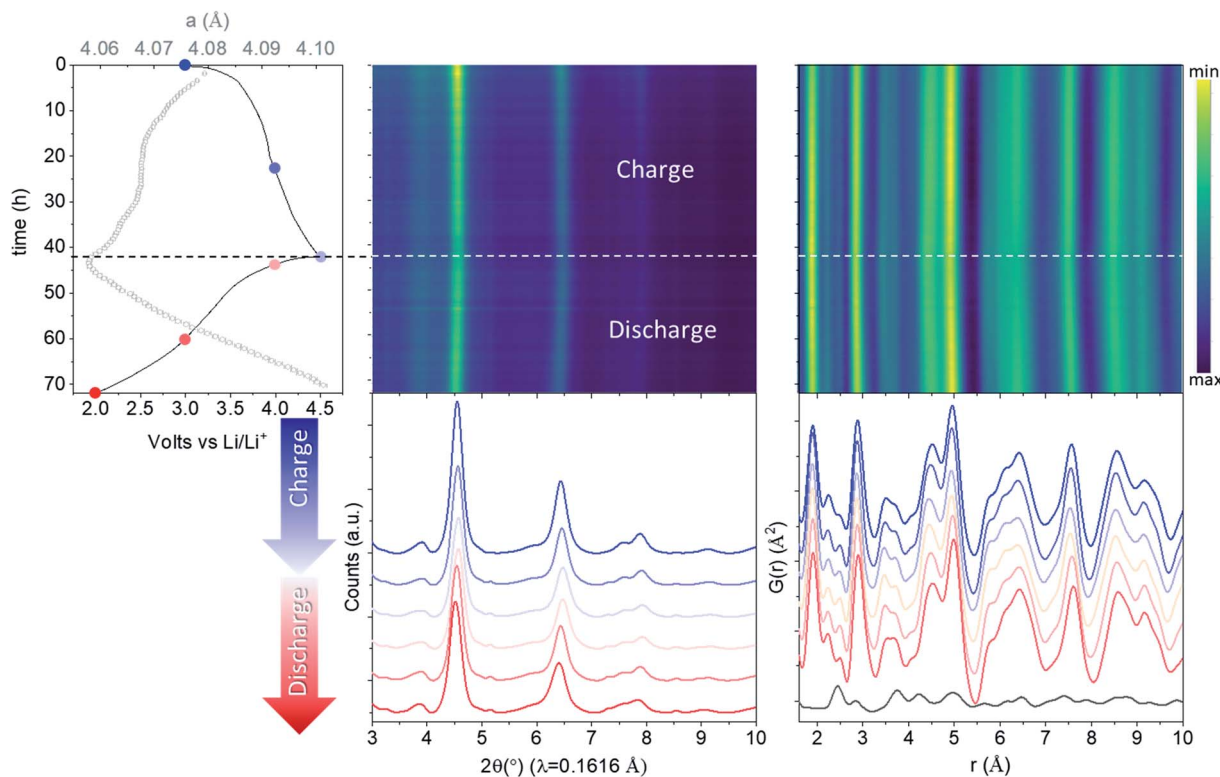 a (Å)
4.06 4.07 4.08 4.09 4.10
0
10
20
30
40
50
60
70
time (h)
2.0 2.5 3.0 3.5 4.0 4.5
Volts vs Li/Li⁺
Charge
Discharge
Charge
Discharge
Counts (a.u.)
3 4 5 6 7 8 9 10
2θ(°) (λ=0.1616 Å)
min
max
G(r) (Å²)
2 3 4 5 6 7 8 9 10
r (Å)